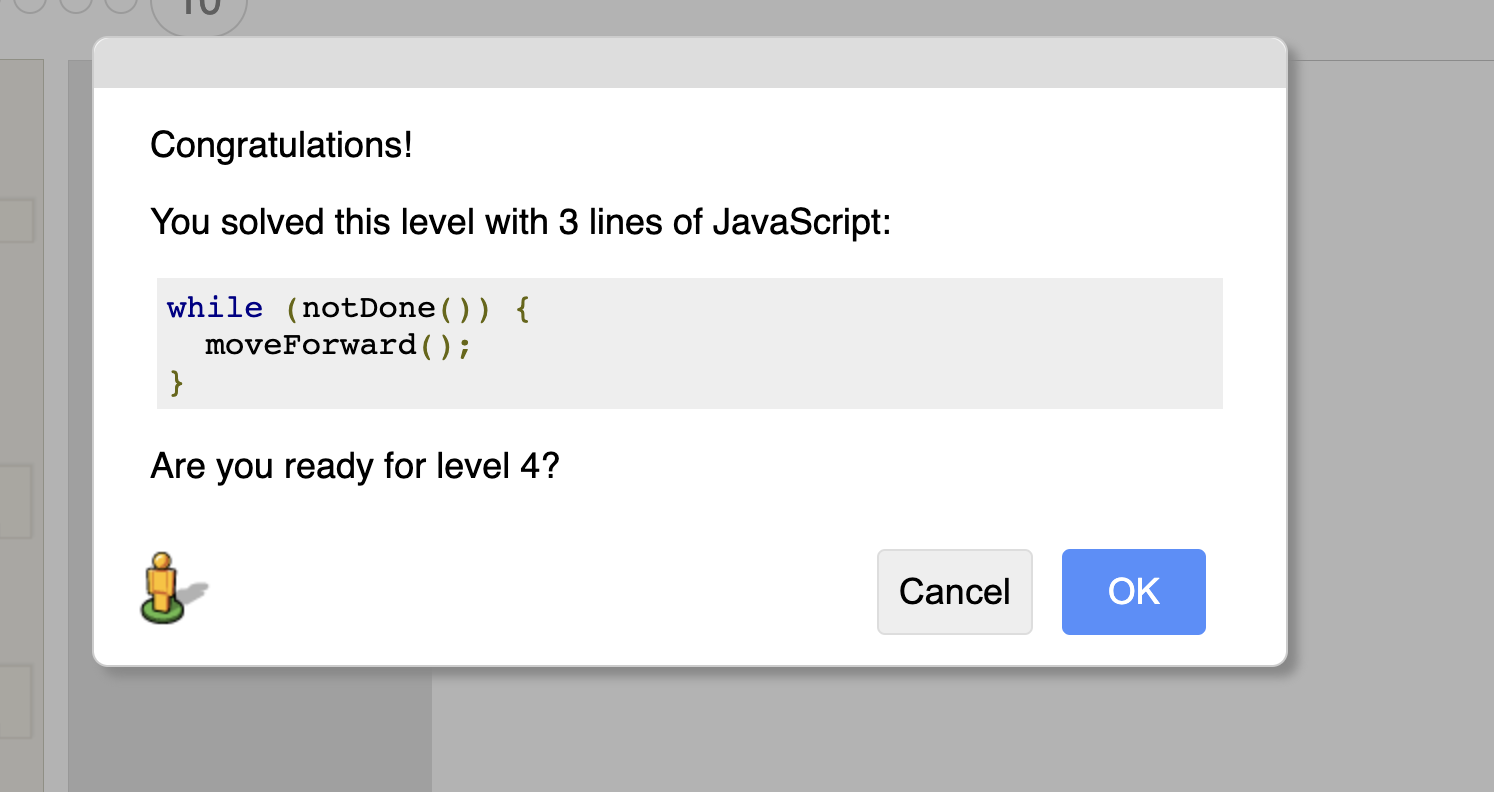 10
Congratulations!
You solved this level with 3 lines of JavaScript:
while (notDone()) {
  moveForward();
}
Are you ready for level 4?
Cancel
OK